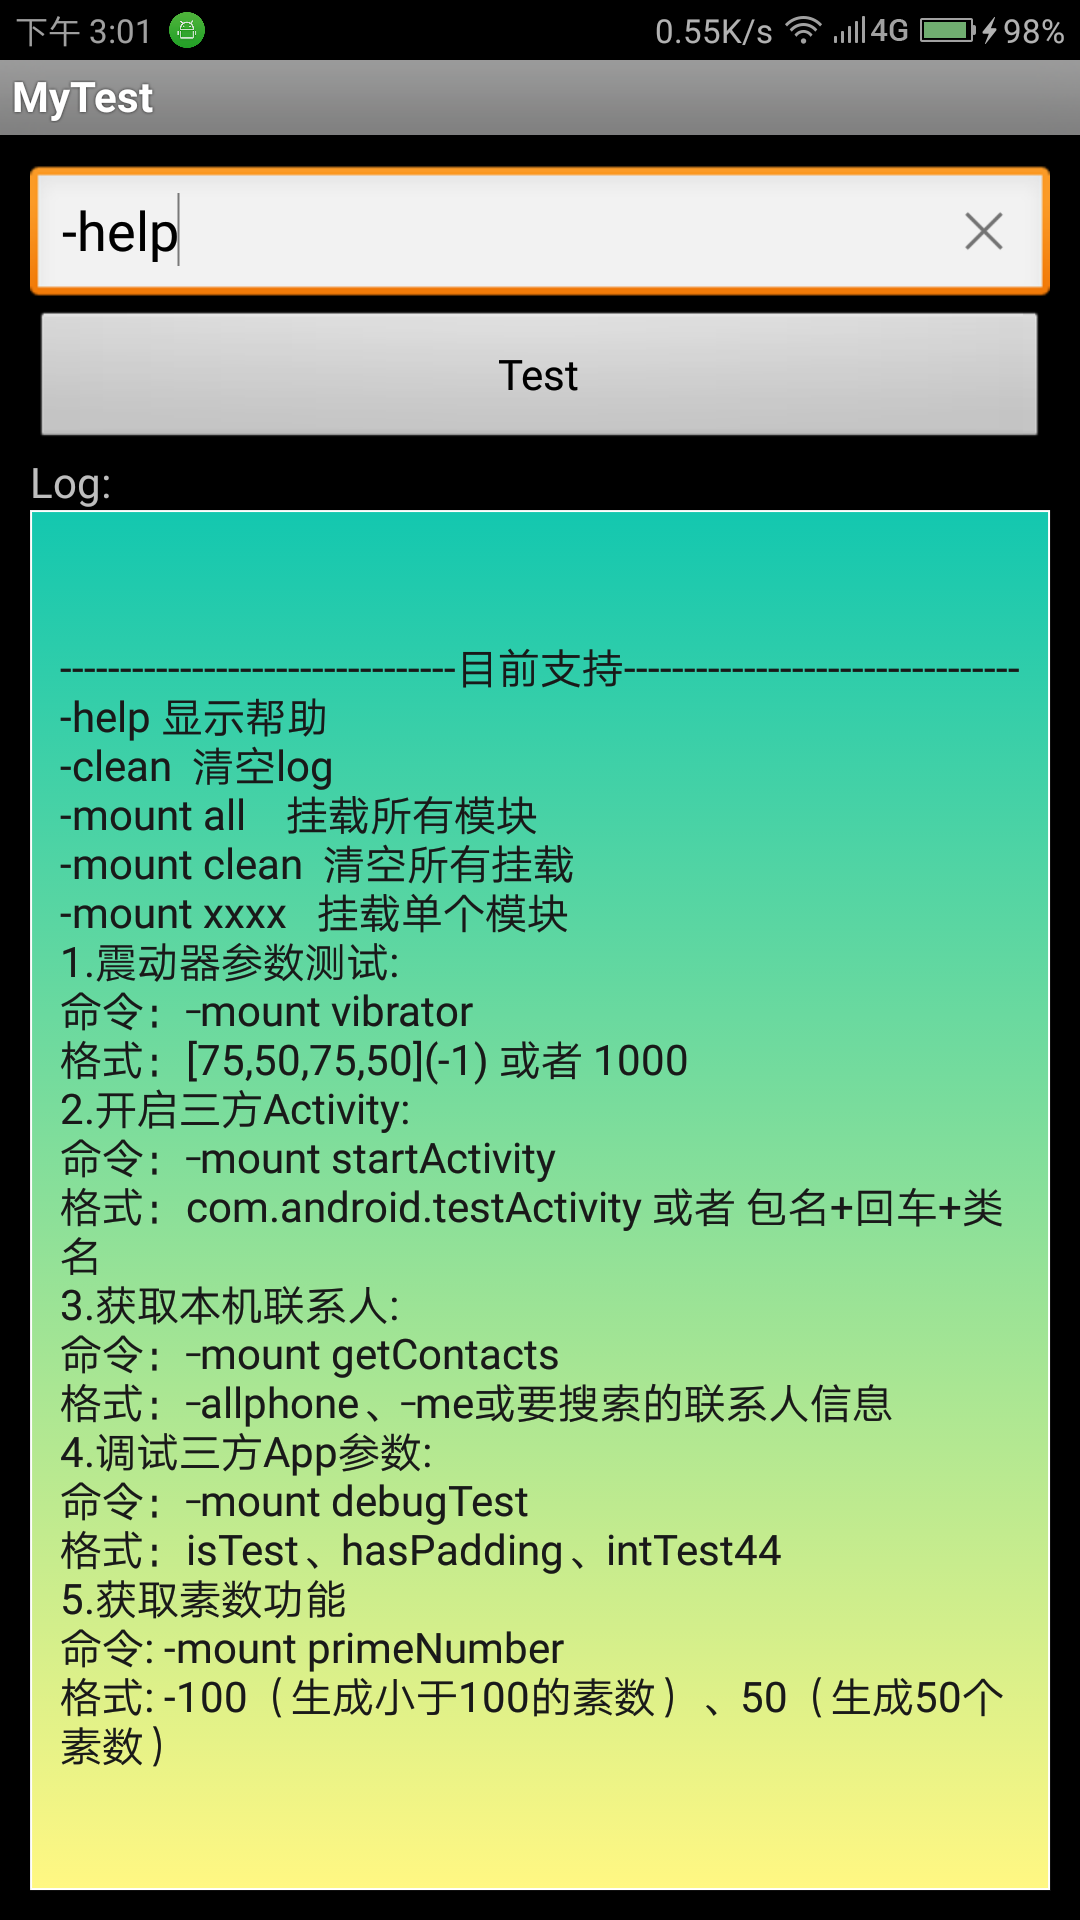 下午 3:01 0.55K/s 4G 98%
MyTest
-help
Test
Log:
---------------------------------目前支持---------------------------------
-help 显示帮助
-clean  清空log
-mount all    挂载所有模块
-mount clean  清空所有挂载
-mount xxxx   挂载单个模块
1.震动器参数测试:
命令：-mount vibrator
格式：[75,50,75,50](-1) 或者 1000
2.开启三方Activity:
命令：-mount startActivity
格式：com.android.testActivity 或者 包名+回车+类
名
3.获取本机联系人:
命令：-mount getContacts
格式：-allphone、-me或要搜索的联系人信息
4.调试三方App参数:
命令：-mount debugTest
格式：isTest、hasPadding、intTest44
5.获取素数功能
命令: -mount primeNumber
格式: -100（生成小于100的素数）、50（生成50个
素数）